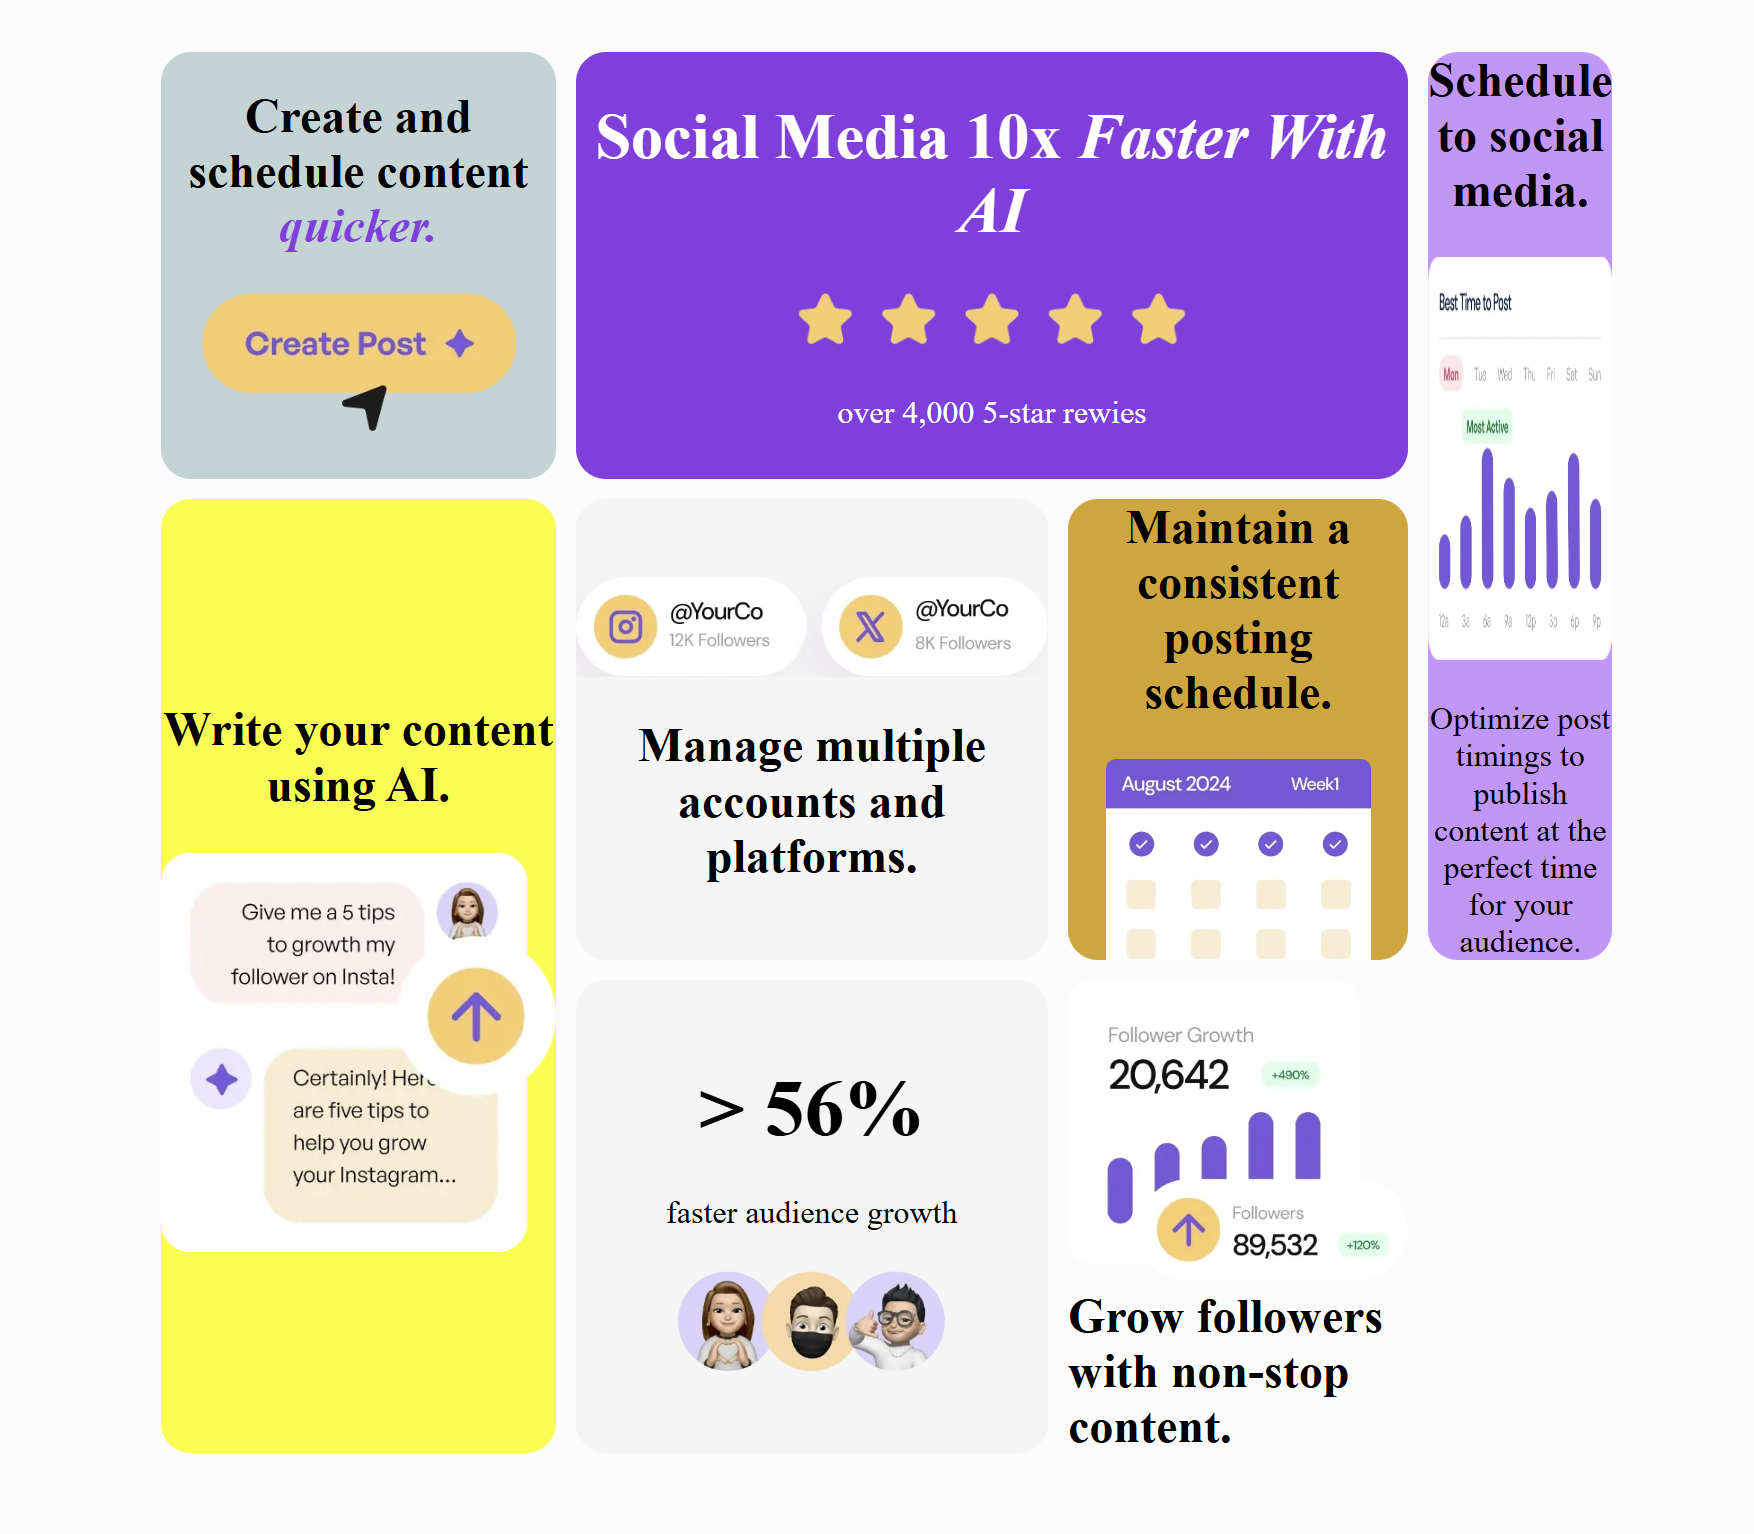 Create and
schedule content
quicker.
Create Post
Social Media 10x Faster With
AI
over 4,000 5-star rewies
Schedule
to social
media.
Best Time to Post
Mon Tue Wed Thu Fri Sat Sun
Most Active
12a 3a 6a 9a 12p 3p 6p 9p
Optimize post
timings to
publish
content at the
perfect time
for your
audience.
Write your content
using AI.
Give me a 5 tips
to growth my
follower on Insta!
Certainly! Here
are five tips to
help you grow
your Instagram...
@YourCo
12K Followers
@YourCo
8K Followers
Manage multiple
accounts and
platforms.
Maintain a
consistent
posting
schedule.
August 2024 Week1
> 56%
faster audience growth
Follower Growth
20,642 +490%
Followers
89,532 +120%
Grow followers
with non-stop
content.